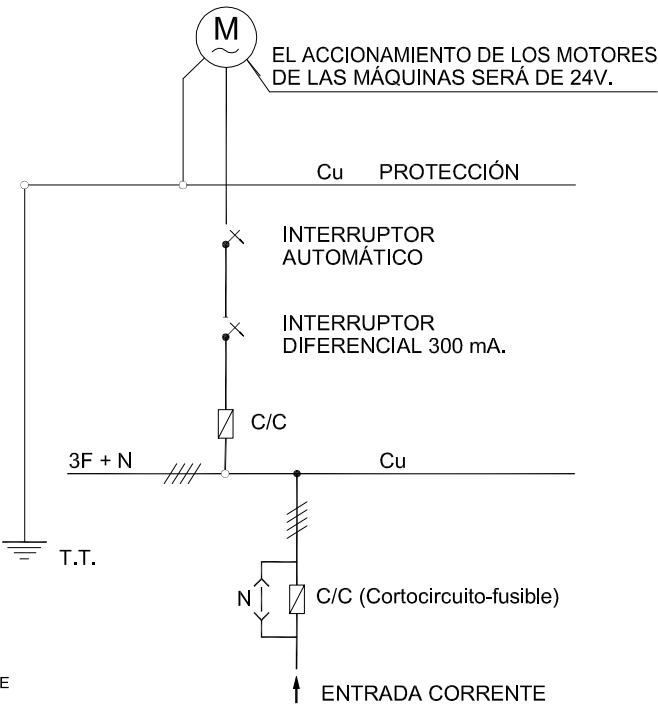 M
EL ACCIONAMIENTO DE LOS MOTORES
DE LAS MÁQUINAS SERÁ DE 24V.
Cu PROTECCIÓN
INTERRUPTOR
AUTOMÁTICO
INTERRUPTOR
DIFERENCIAL 300 mA.
C/C
3F + N
Cu
T.T.
N
C/C (Cortocircuito-fusible)
E
ENTRADA CORRENTE